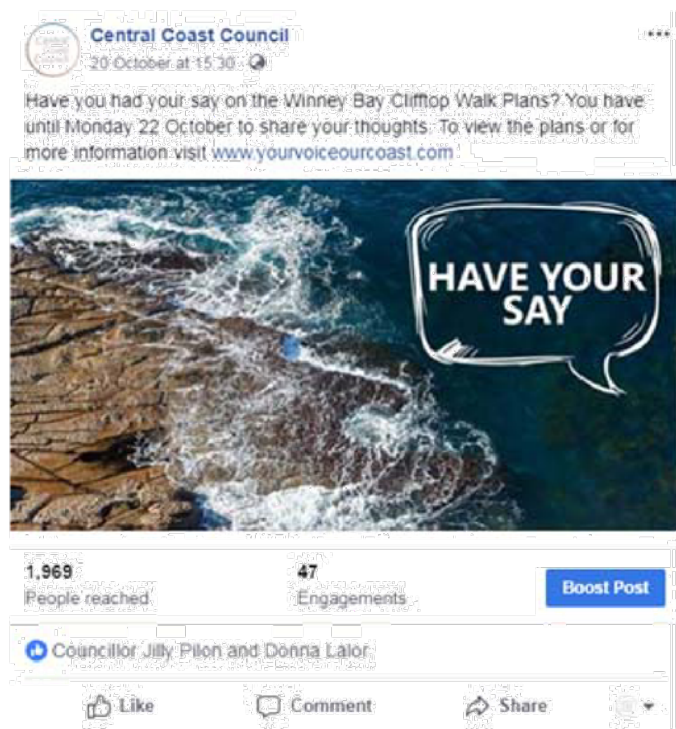 Central Coast Council
20 October at 15:30
Have you had your say on the Winney Bay Clifftop Walk Plans? You have
until Monday 22 October to share your thoughts. To view the plans or for
more information visit www.yourvoiceourcoast.com
HAVE YOUR
SAY
1,969
People reached
47
Engagements
Boost Post
Councillor Jilly Pilon and Donna Lalor
Like
Comment
Share